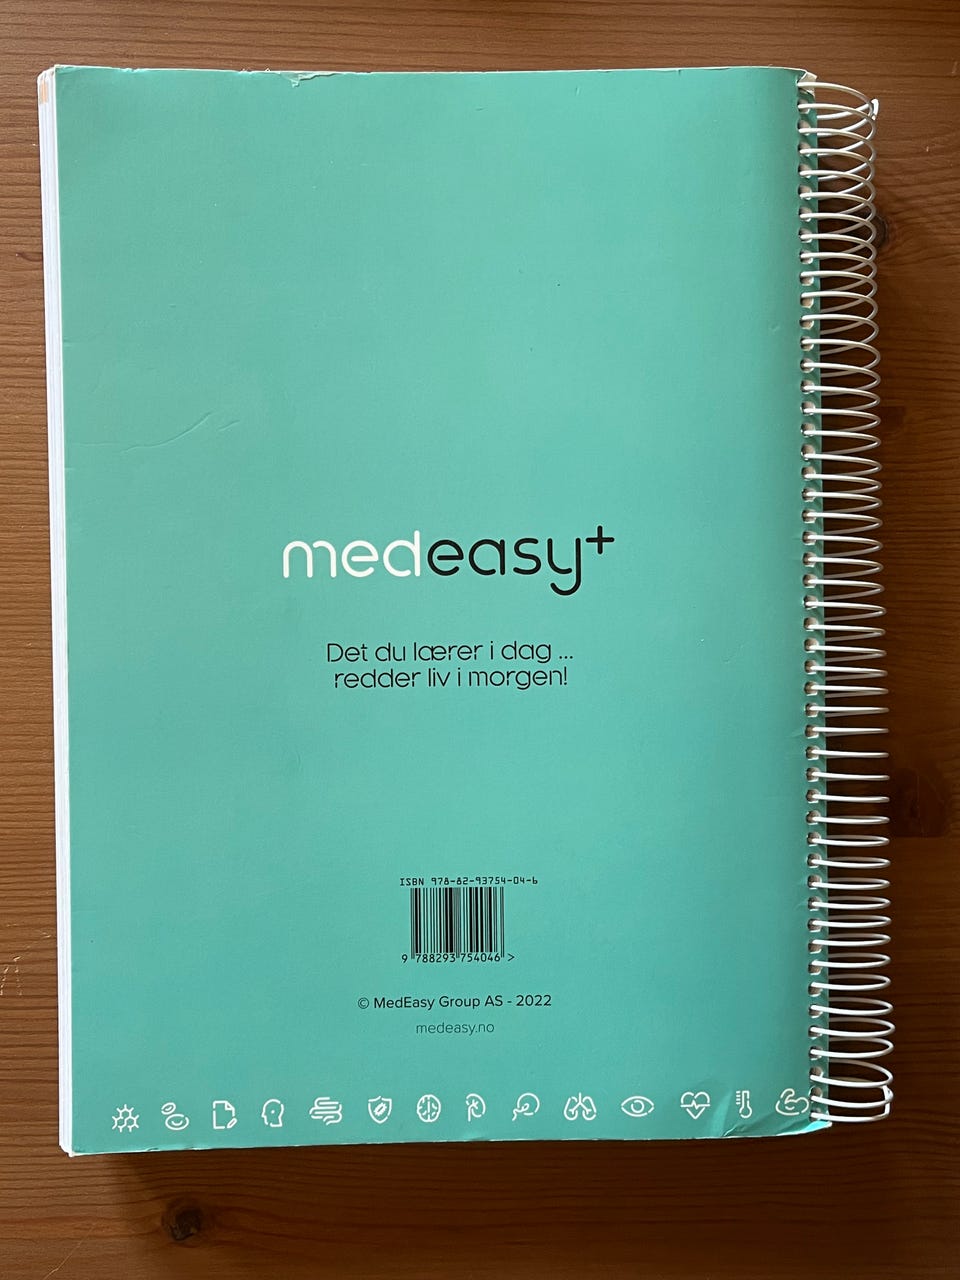 medeasy+
Det du lærer i dag ...
redder liv i morgen!
ISBN 978-82-93754-04-6
9 788293 754046 >
© MedEasy Group AS - 2022
medeasy.no